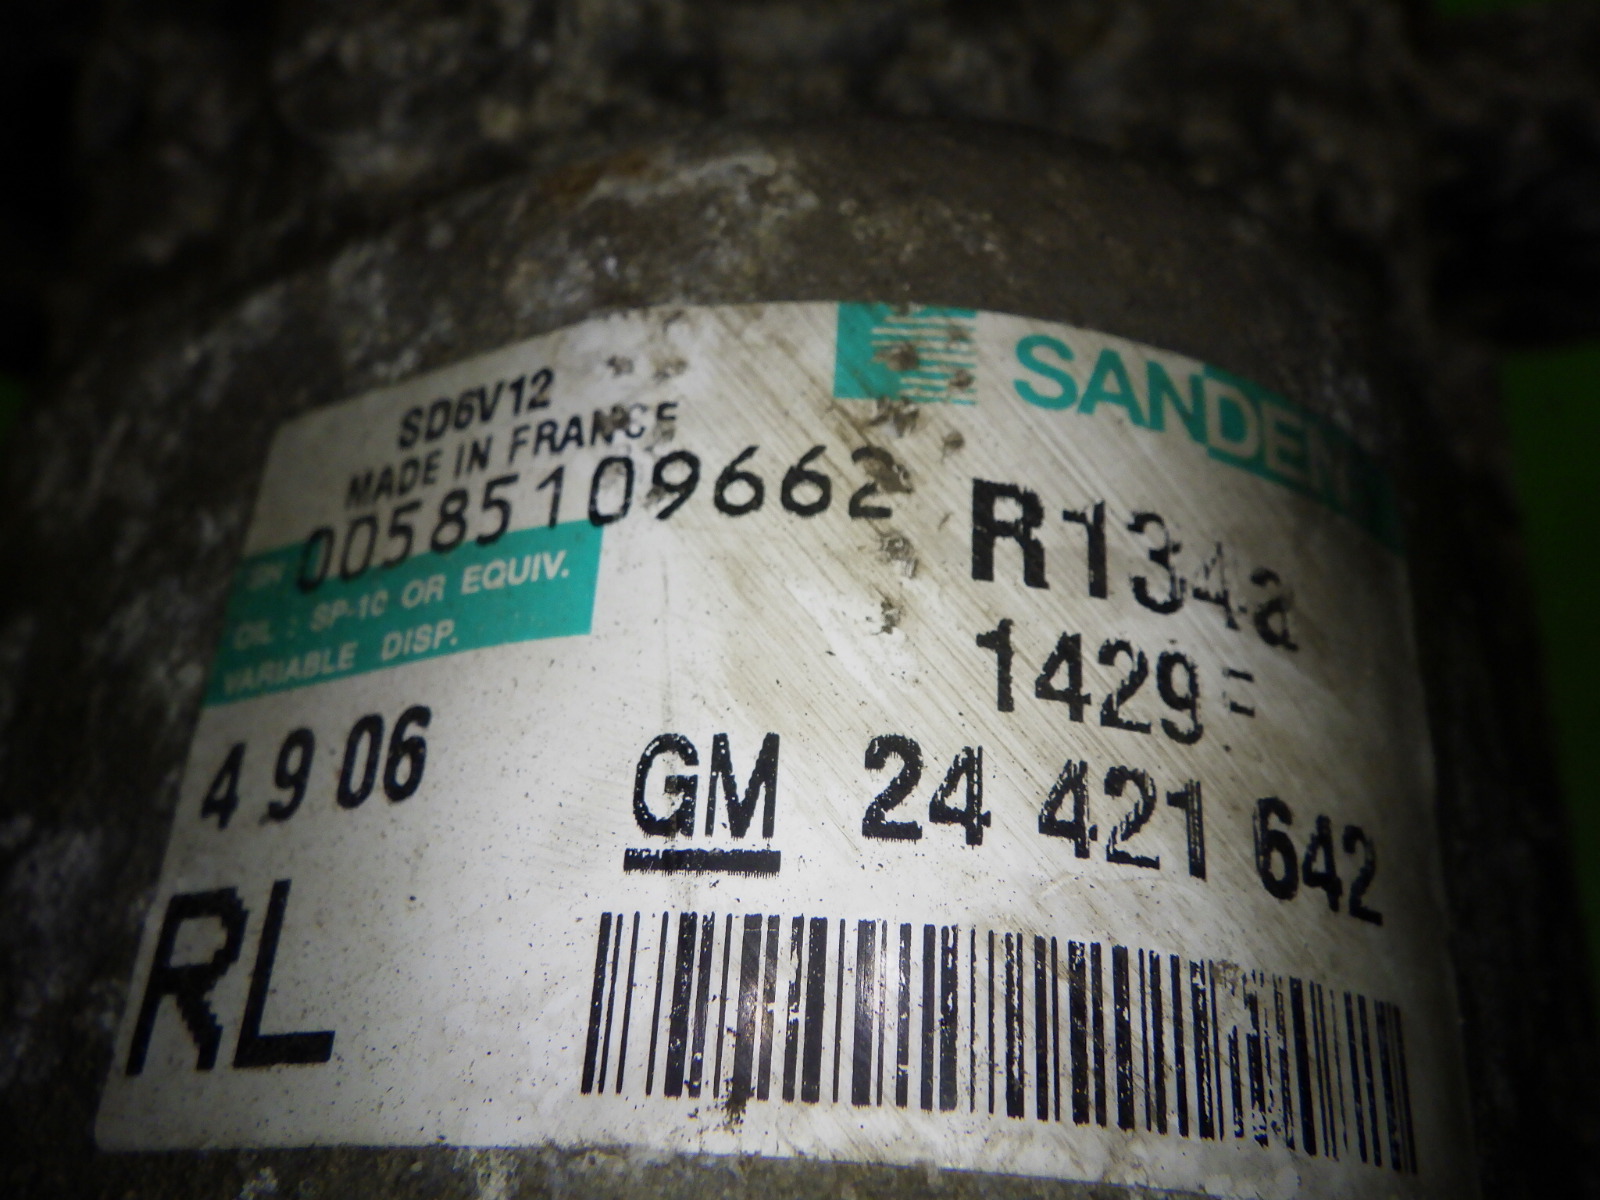 SANDEN
SD6V12
MADE IN FRANCE
SN 00585109662
R134a
OIL : SP-10 OR EQUIV.
VARIABLE DISP.
1429
4 9 06
GM 24 421 642
RL